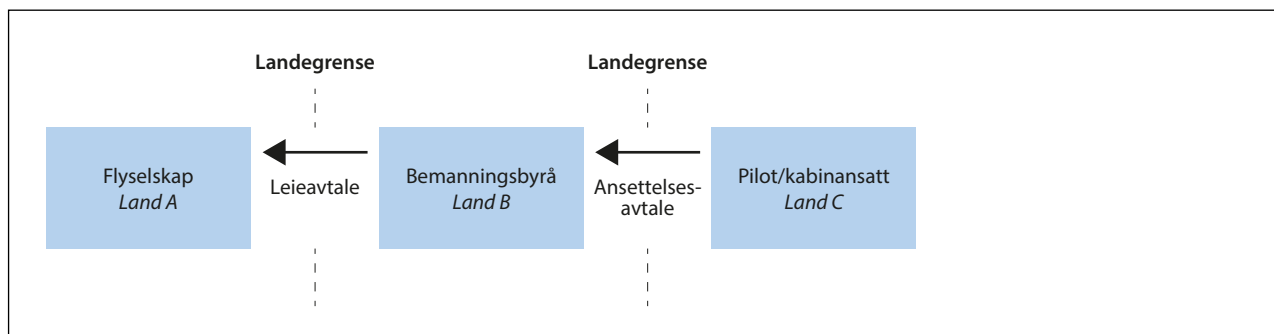 Landegrense
Landegrense
Flyselskap
Land A
Leieavtale
Bemanningsbyrå
Land B
Ansettelses-
avtale
Pilot/kabinansatt
Land C